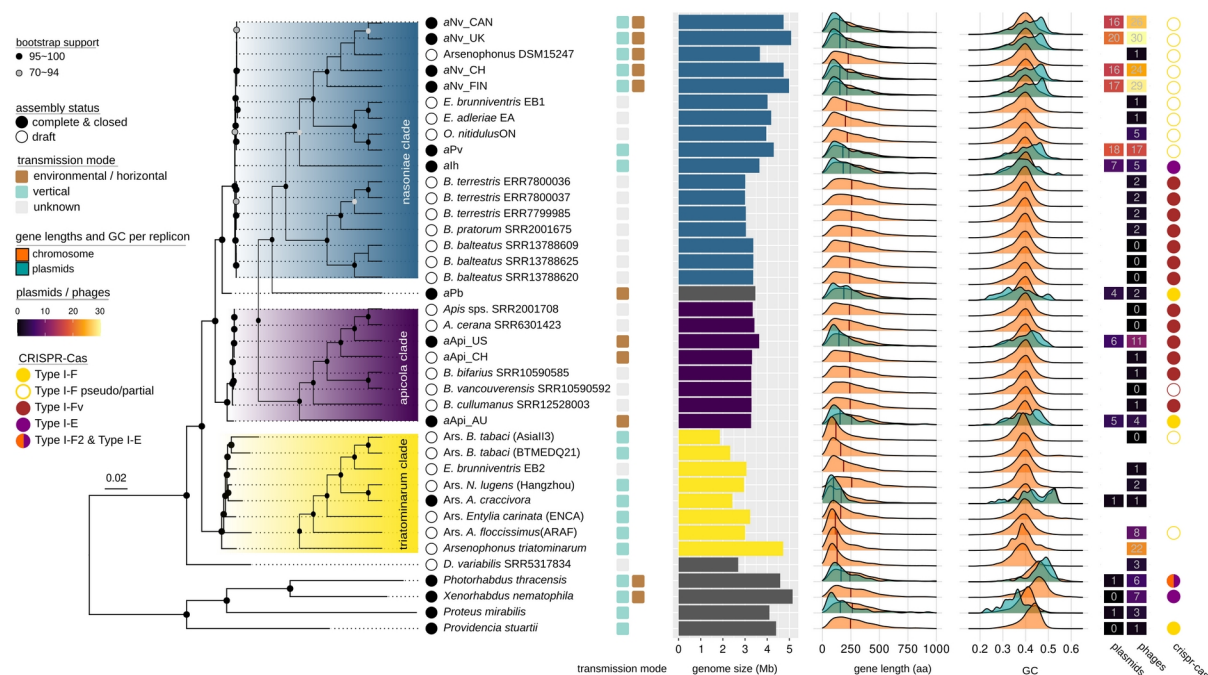 bootstrap support
95~100
70~94
assembly status
complete & closed
draft
transmission mode
environmental / horizontal
vertical
unknown
gene lengths and GC per replicon
chromosome
plasmids
plasmids / phages
0 10 20 30
CRISPR-Cas
Type I-F
Type I-F pseudo/partial
Type I-Fv
Type I-E
Type I-F2 & Type I-E
0.02
nasoniae clade
apicola clade
triatominarum clade
aNv_CAN 16
aNv_UK 20 30
Arsenophonus DSM15247 1
aNv_CH 16
aNv_FIN 17 29
E. brunniventris EB1 1
E. adleriae EA 1
O. nitidulusON 5
aPv 18 17
aIh 7 5
B. terrestris ERR7800036 2
B. terrestris ERR7800037 2
B. terrestris ERR7799985 2
B. pratorum SRR2001675 2
B. balteatus SRR13788609 0
B. balteatus SRR13788625 0
B. balteatus SRR13788620 0
aPb 4 2
Apis sps. SRR2001708 0
A. cerana SRR6301423 0
aApi_US 6 11
aApi_CH 1
B. bifarius SRR10590585 1
B. vancouverensis SRR10590592 0
B. cullumanus SRR12528003 1
aApi_AU 5 4
Ars. B. tabaci (AsiaII3) 0
Ars. B. tabaci (BTMEDQ21)
E. brunniventris EB2 1
Ars. N. lugens (Hangzhou) 2
Ars. A. craccivora 1 1
Ars. Entylia carinata (ENCA)
Ars. A. floccissimus(ARAF) 8
Arsenophonus triatominarum 22
D. variabilis SRR5317834 3
Photorhabdus thracensis 1 6
Xenorhabdus nematophila 0 7
Proteus mirabilis 1 3
Providencia stuartii 0 1
0 1 2 3 4 5
0 250 500 750 1000
0.2 0.3 0.4 0.5 0.6
transmission mode
genome size (Mb)
gene length (aa)
GC
plasmids
phages
crispr-cas